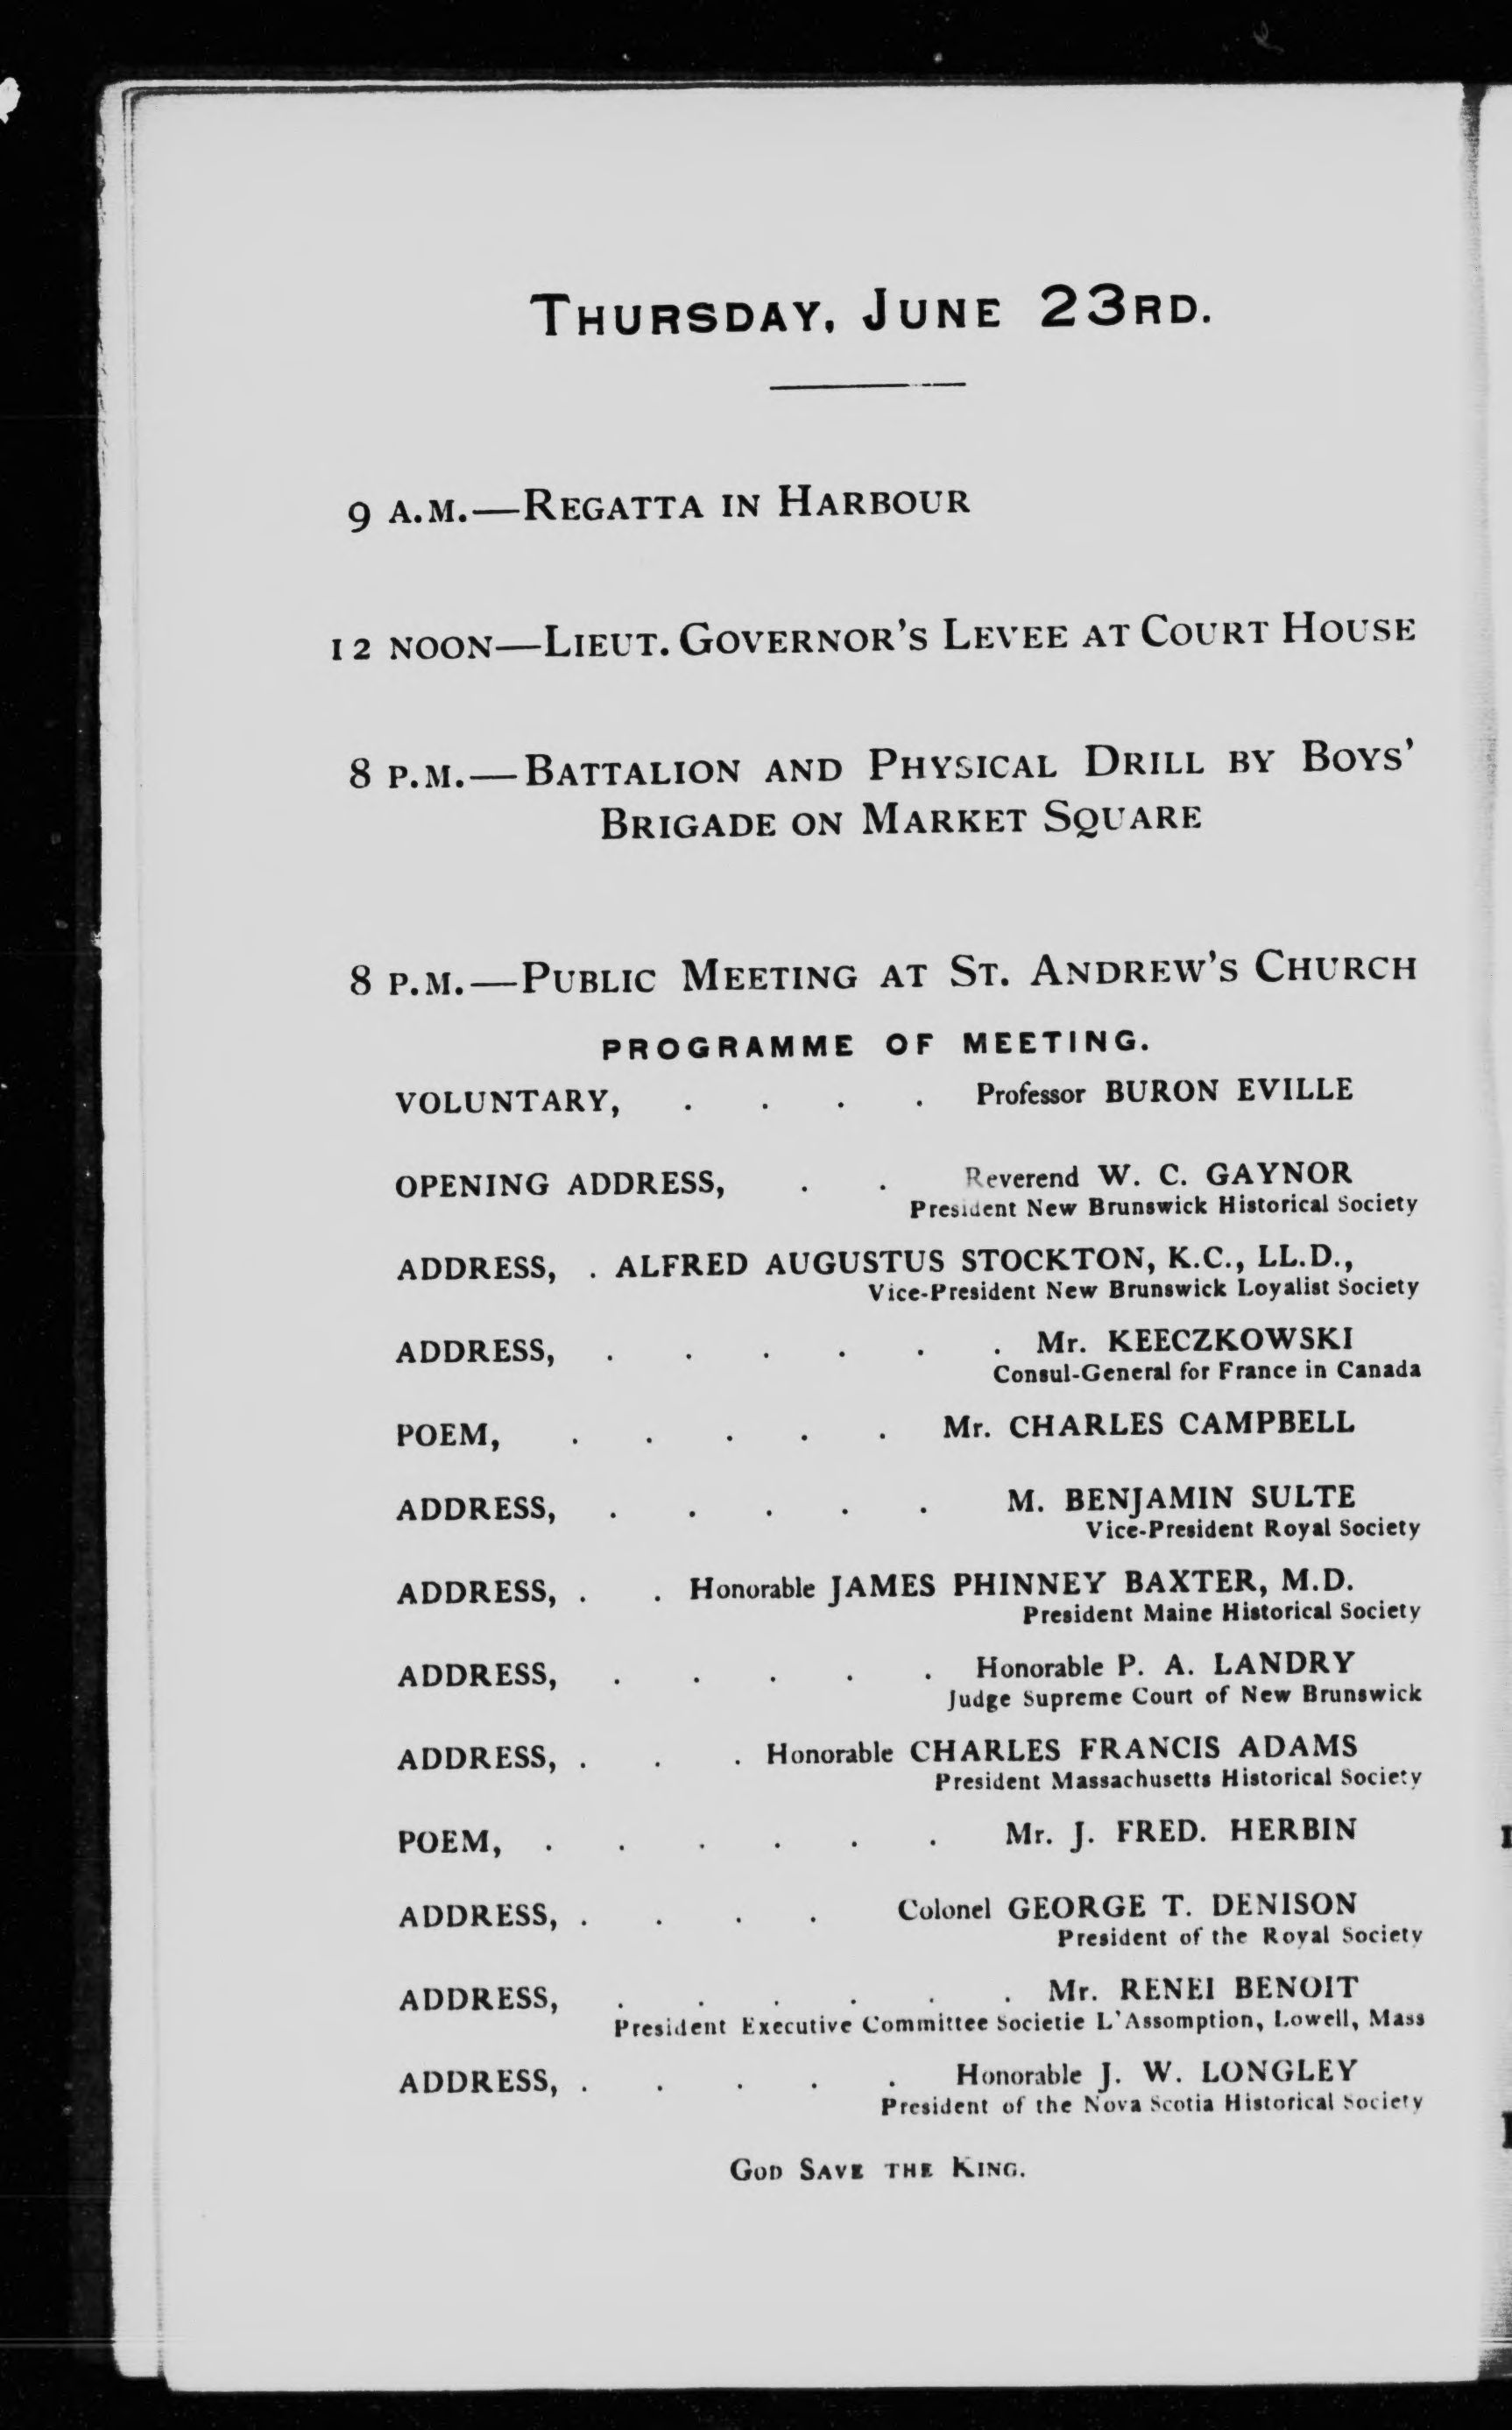 THURSDAY, JUNE 23RD.
9 A.M.—REGATTA IN HARBOUR
12 NOON—LIEUT. GOVERNOR'S LEVEE AT COURT HOUSE
8 P.M.—BATTALION AND PHYSICAL DRILL BY BOYS'
BRIGADE ON MARKET SQUARE
8 P.M.—PUBLIC MEETING AT ST. ANDREW'S CHURCH
PROGRAMME OF MEETING.
VOLUNTARY, . . . . Professor BURON EVILLE
OPENING ADDRESS, . . Reverend W. C. GAYNOR
President New Brunswick Historical Society
ADDRESS, . ALFRED AUGUSTUS STOCKTON, K.C., LL.D.,
Vice-President New Brunswick Loyalist Society
ADDRESS, . . . . . . Mr. KEECZKOWSKI
Consul-General for France in Canada
POEM, . . . . . Mr. CHARLES CAMPBELL
ADDRESS, . . . . . M. BENJAMIN SULTE
Vice-President Royal Society
ADDRESS, . . Honorable JAMES PHINNEY BAXTER, M.D.
President Maine Historical Society
ADDRESS, . . . . . Honorable P. A. LANDRY
Judge Supreme Court of New Brunswick
ADDRESS, . . . Honorable CHARLES FRANCIS ADAMS
President Massachusetts Historical Society
POEM, . . . . . . Mr. J. FRED. HERBIN
ADDRESS, . . . . Colonel GEORGE T. DENISON
President of the Royal Society
ADDRESS, . . . . . . Mr. RENEI BENOIT
President Executive Committee Societie L'Assomption, Lowell, Mass
ADDRESS, . . . . . Honorable J. W. LONGLEY
President of the Nova Scotia Historical Society
GOD SAVE THE KING.